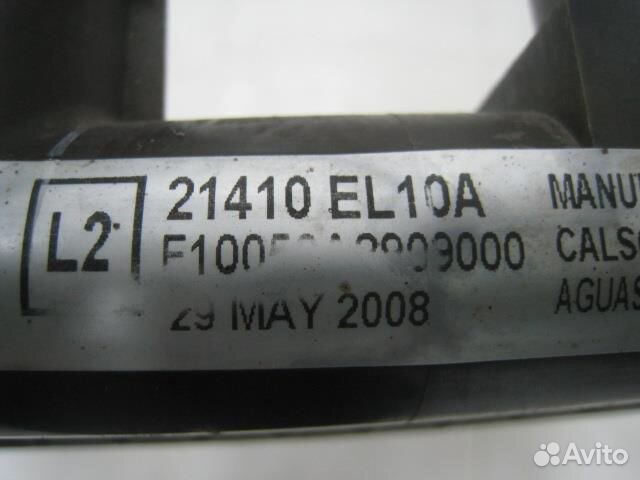 L2
21410 EL10A
29 MAY 2008
MANU
CALS
AGUAS
Avito